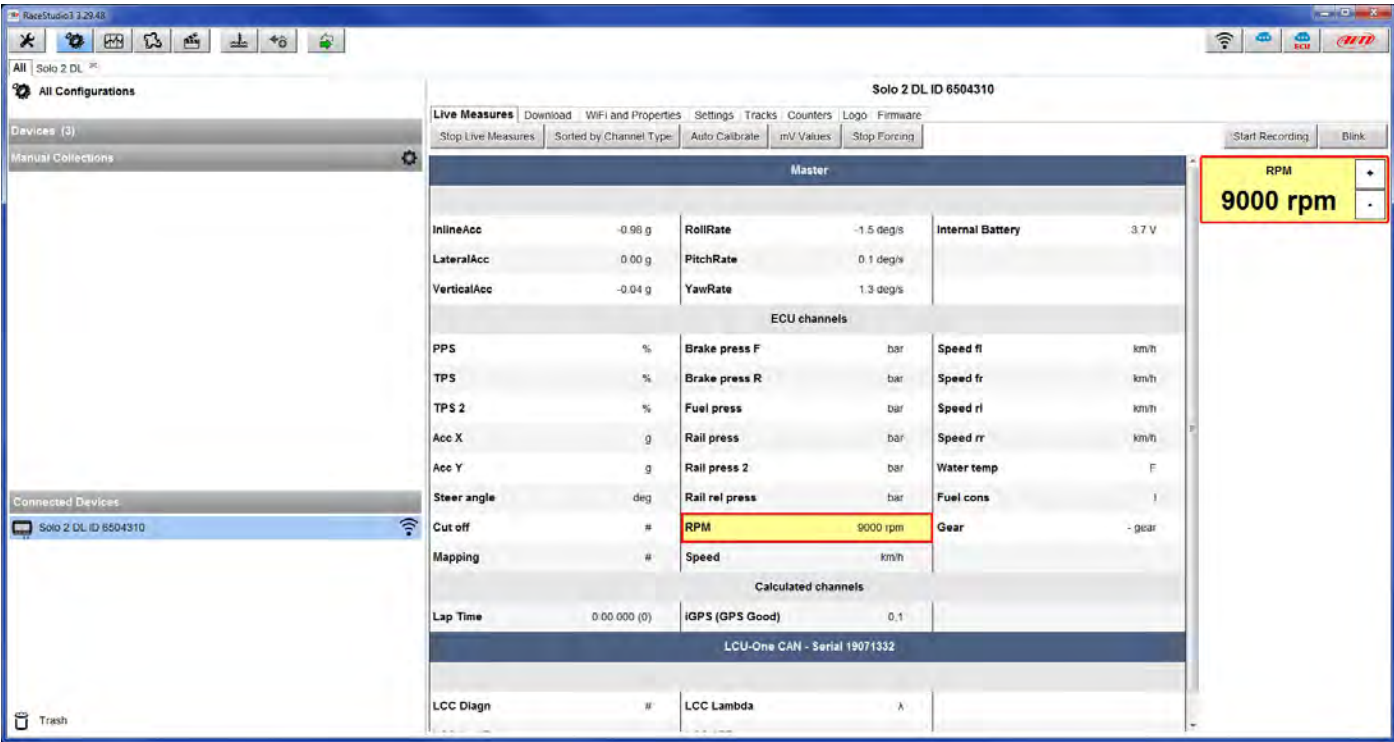 RaceStudio3 3.29.48
ECU AiM
All Solo 2 DL
All Configurations
Devices (3)
Manual Collections
Connected Devices
Solo 2 DL ID 6504310
Trash
Solo 2 DL ID 6504310
Live Measures Download WiFi and Properties Settings Tracks Counters Logo Firmware
Stop Live Measures Sorted by Channel Type Auto Calibrate mV Values Stop Forcing Start Recording Blink
Master
InlineAcc -0.98 g RollRate -1.5 deg/s Internal Battery 3.7 V
LateralAcc 0.00 g PitchRate 0.1 deg/s
VerticalAcc -0.04 g YawRate 1.3 deg/s
ECU channels
PPS % Brake press F bar Speed fl km/h
TPS % Brake press R bar Speed fr km/h
TPS 2 % Fuel press bar Speed rl km/h
Acc X g Rail press bar Speed rr km/h
Acc Y g Rail press 2 bar Water temp F
Steer angle deg Rail rel press bar Fuel cons l
Cut off # RPM 9000 rpm Gear - gear
Mapping # Speed km/h
Calculated channels
Lap Time 0:00.000 (0) iGPS (GPS Good) 0,1
LCU-One CAN - Serial 19071332
LCC Diagn # LCC Lambda λ
RPM +
9000 rpm -